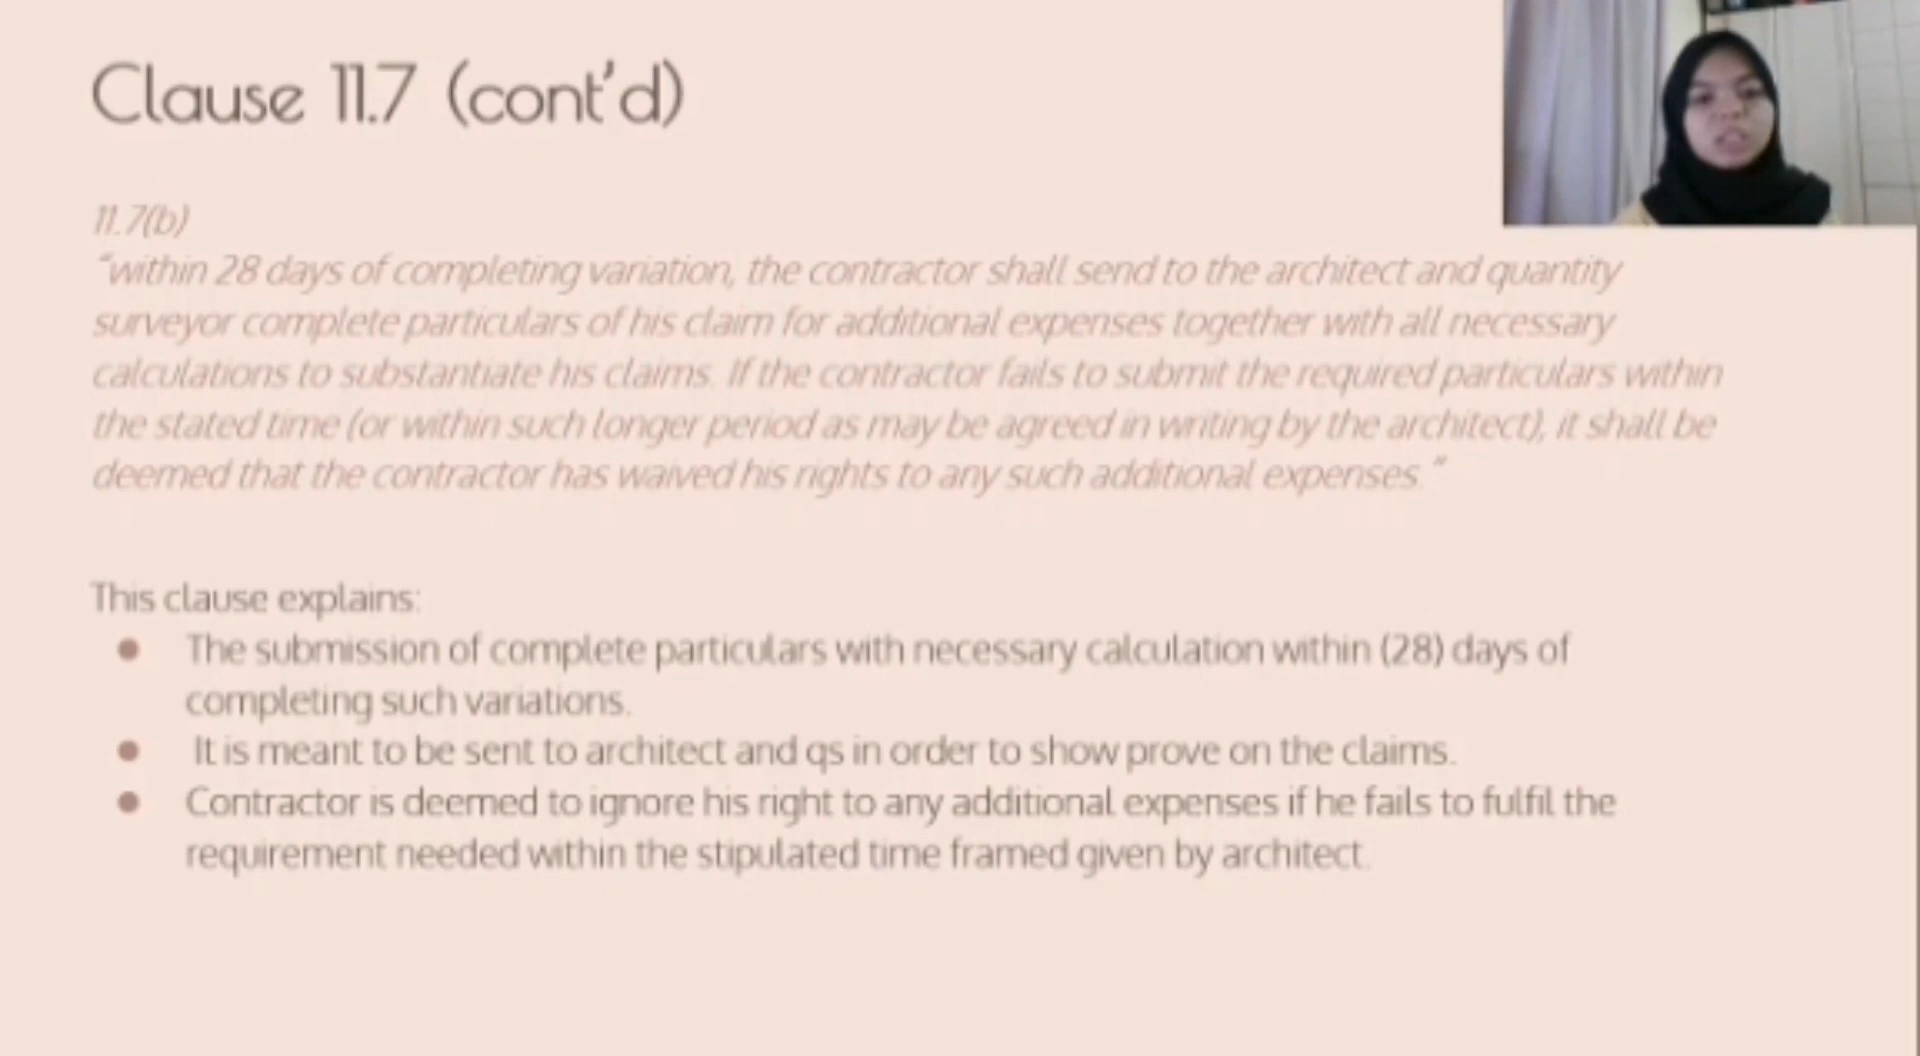 Clause 11.7 (cont'd)
11.7(b)
"within 28 days of completing variation, the contractor shall send to the architect and quantity
surveyor complete particulars of his claim for additional expenses together with all necessary
calculations to substantiate his claims. If the contractor fails to submit the required particulars within
the stated time (or within such longer period as may be agreed in writing by the architect), it shall be
deemed that the contractor has waived his rights to any such additional expenses."
This clause explains:
● The submission of complete particulars with necessary calculation within (28) days of
completing such variations.
● It is meant to be sent to architect and qs in order to show prove on the claims.
● Contractor is deemed to ignore his right to any additional expenses if he fails to fulfil the
requirement needed within the stipulated time framed given by architect.